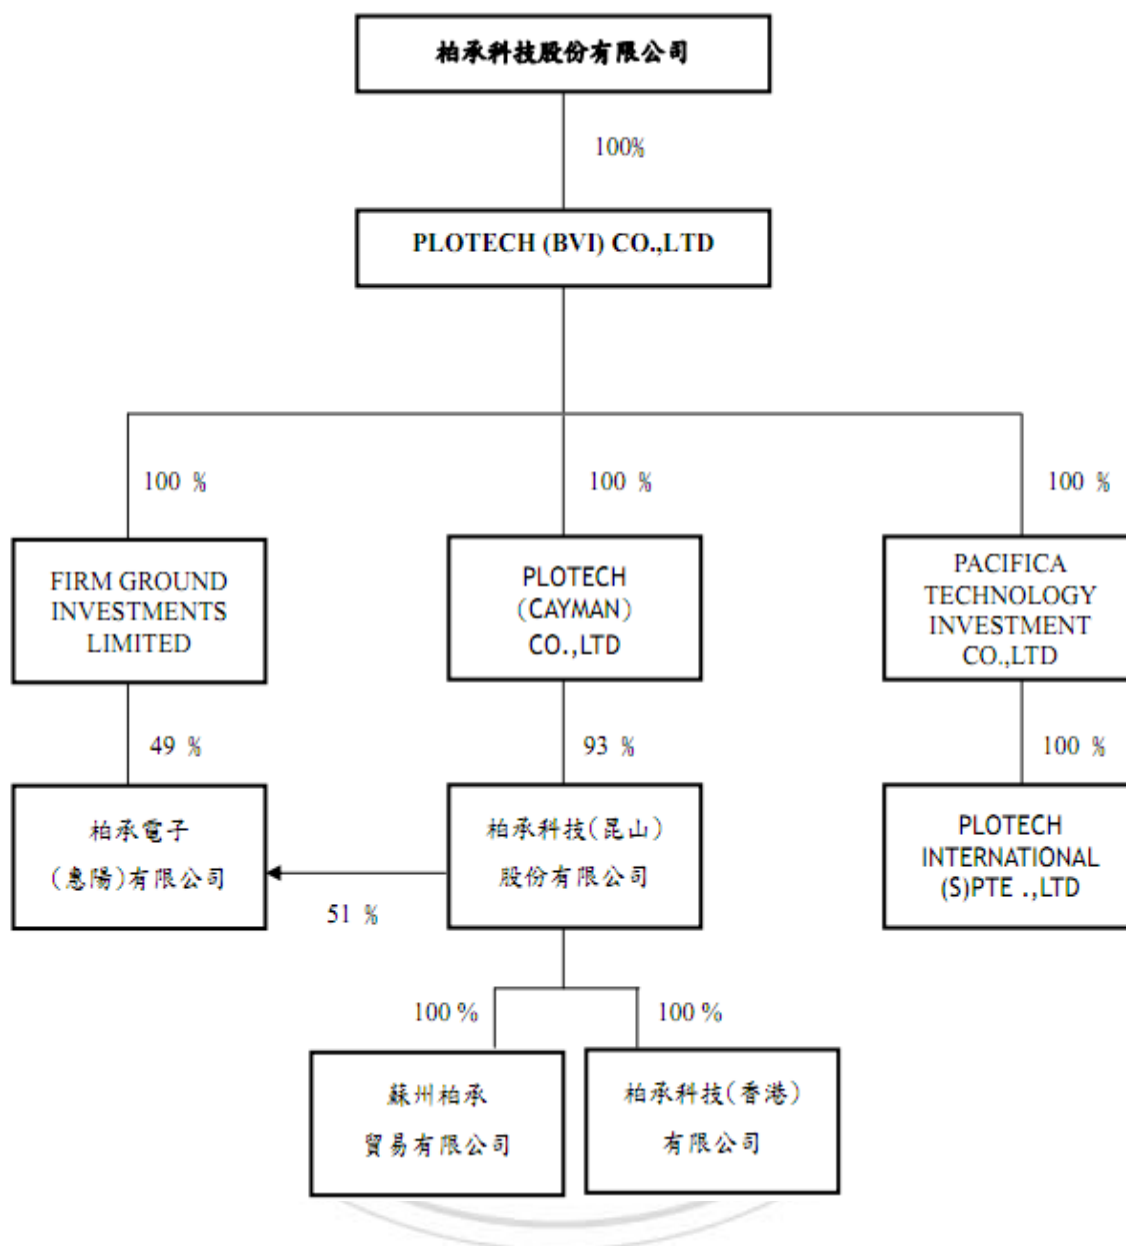 柏承科技股份有限公司
100%
PLOTECH (BVI) CO.,LTD
100 %
100 %
100 %
FIRM GROUND
INVESTMENTS
LIMITED
PLOTECH
(CAYMAN)
CO.,LTD
PACIFICA
TECHNOLOGY
INVESTMENT
CO.,LTD
49 %
93 %
100 %
柏承電子
(惠陽)有限公司
柏承科技(昆山)
股份有限公司
PLOTECH
INTERNATIONAL
(S)PTE .,LTD
51 %
100 %
100 %
蘇州柏承
貿易有限公司
柏承科技(香港)
有限公司